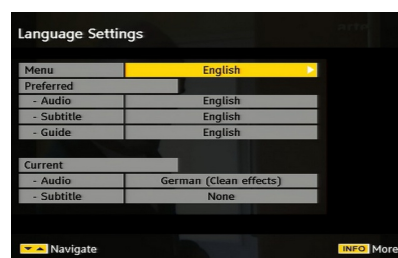 Language Settings
Menu English
Preferred
- Audio English
- Subtitle English
- Guide English
Current
- Audio German (Clean effects)
- Subtitle None
Navigate
INFO More